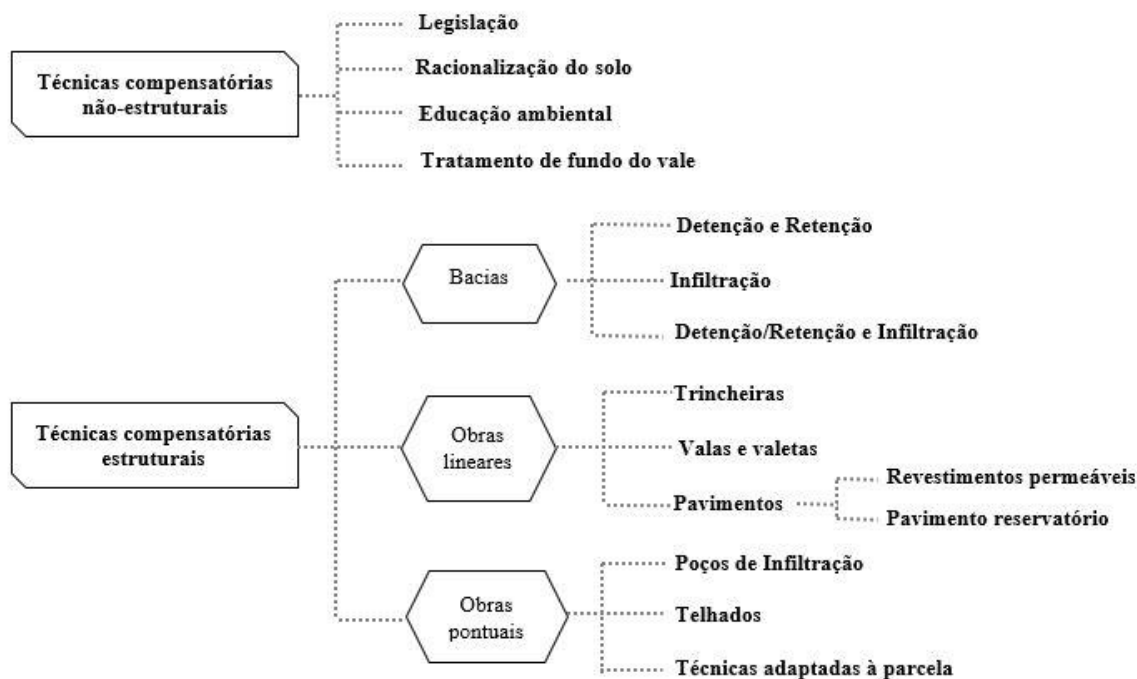 Técnicas compensatórias
não-estruturais
Legislação
Racionalização do solo
Educação ambiental
Tratamento de fundo do vale
Técnicas compensatórias
estruturais
Bacias
Detenção e Retenção
Infiltração
Detenção/Retenção e Infiltração
Obras
lineares
Trincheiras
Valas e valetas
Pavimentos
Revestimentos permeáveis
Pavimento reservatório
Obras
pontuais
Poços de Infiltração
Telhados
Técnicas adaptadas à parcela